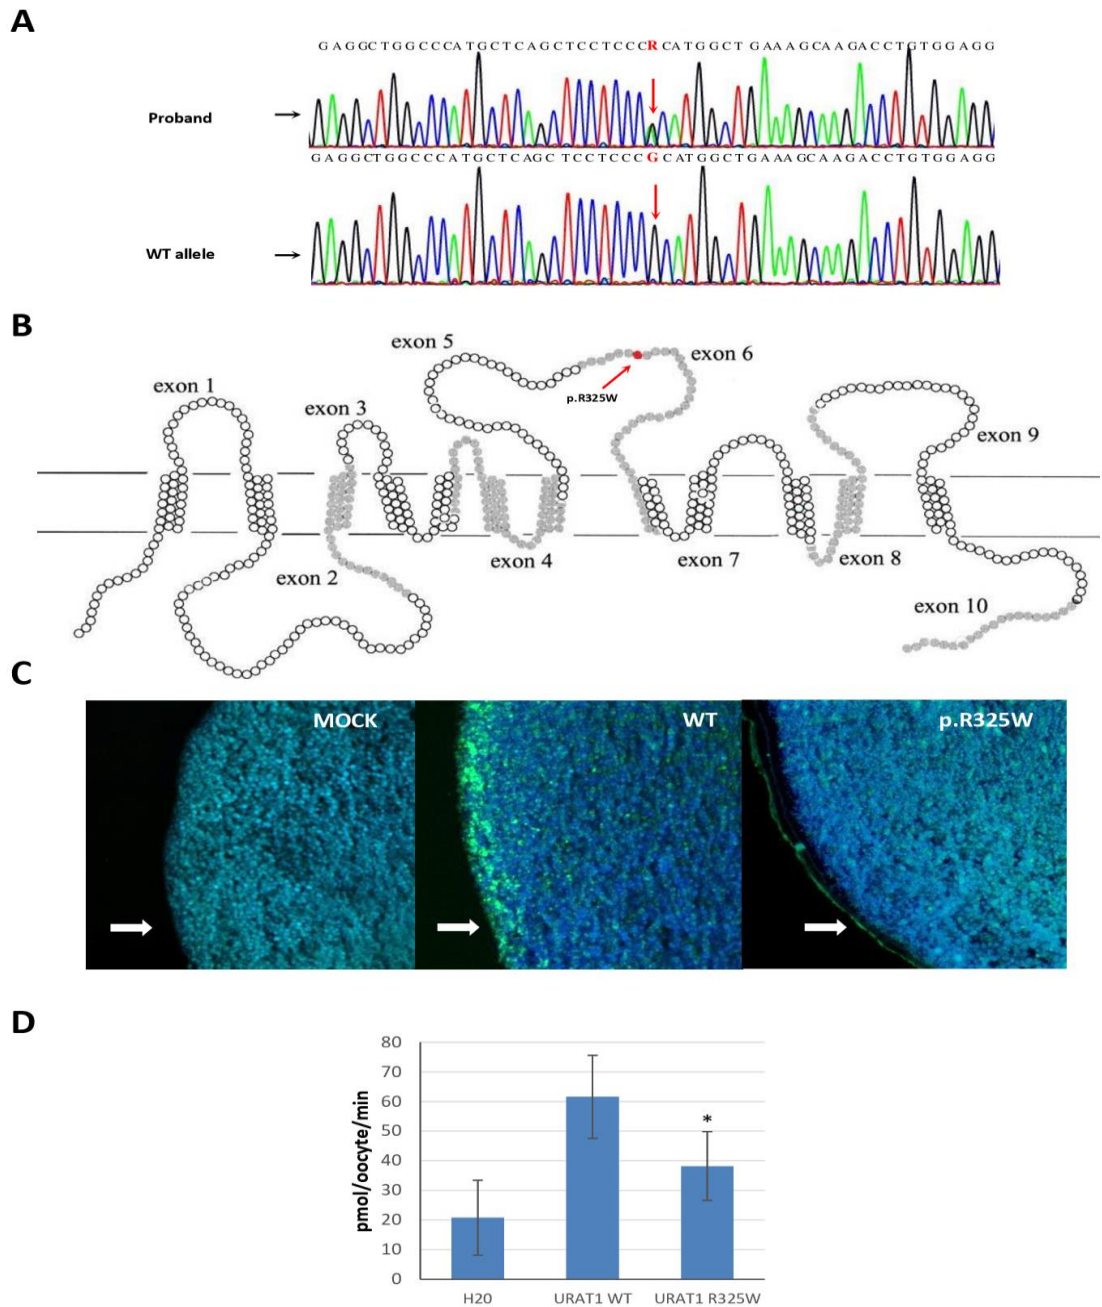 A
GAGGCTGGCCCATGCTCAGCTCCTCCCRCATGGCTGAAAGCAAGACCTGTGGAGG
Proband
GAGGCTGGCCCATGCTCAGCTCCTCCCGCATGGCTGAAAGCAAGACCTGTGGAGG
WT allele
B
exon 5
exon 6
exon 1
p.R325W
exon 3
exon 9
exon 2
exon 4
exon 7
exon 8
exon 10
C
MOCK
WT
p.R325W
D
80
70
60
50
40
30
20
10
0
pmol/oocyte/min
*
H20
URAT1 WT
URAT1 R325W